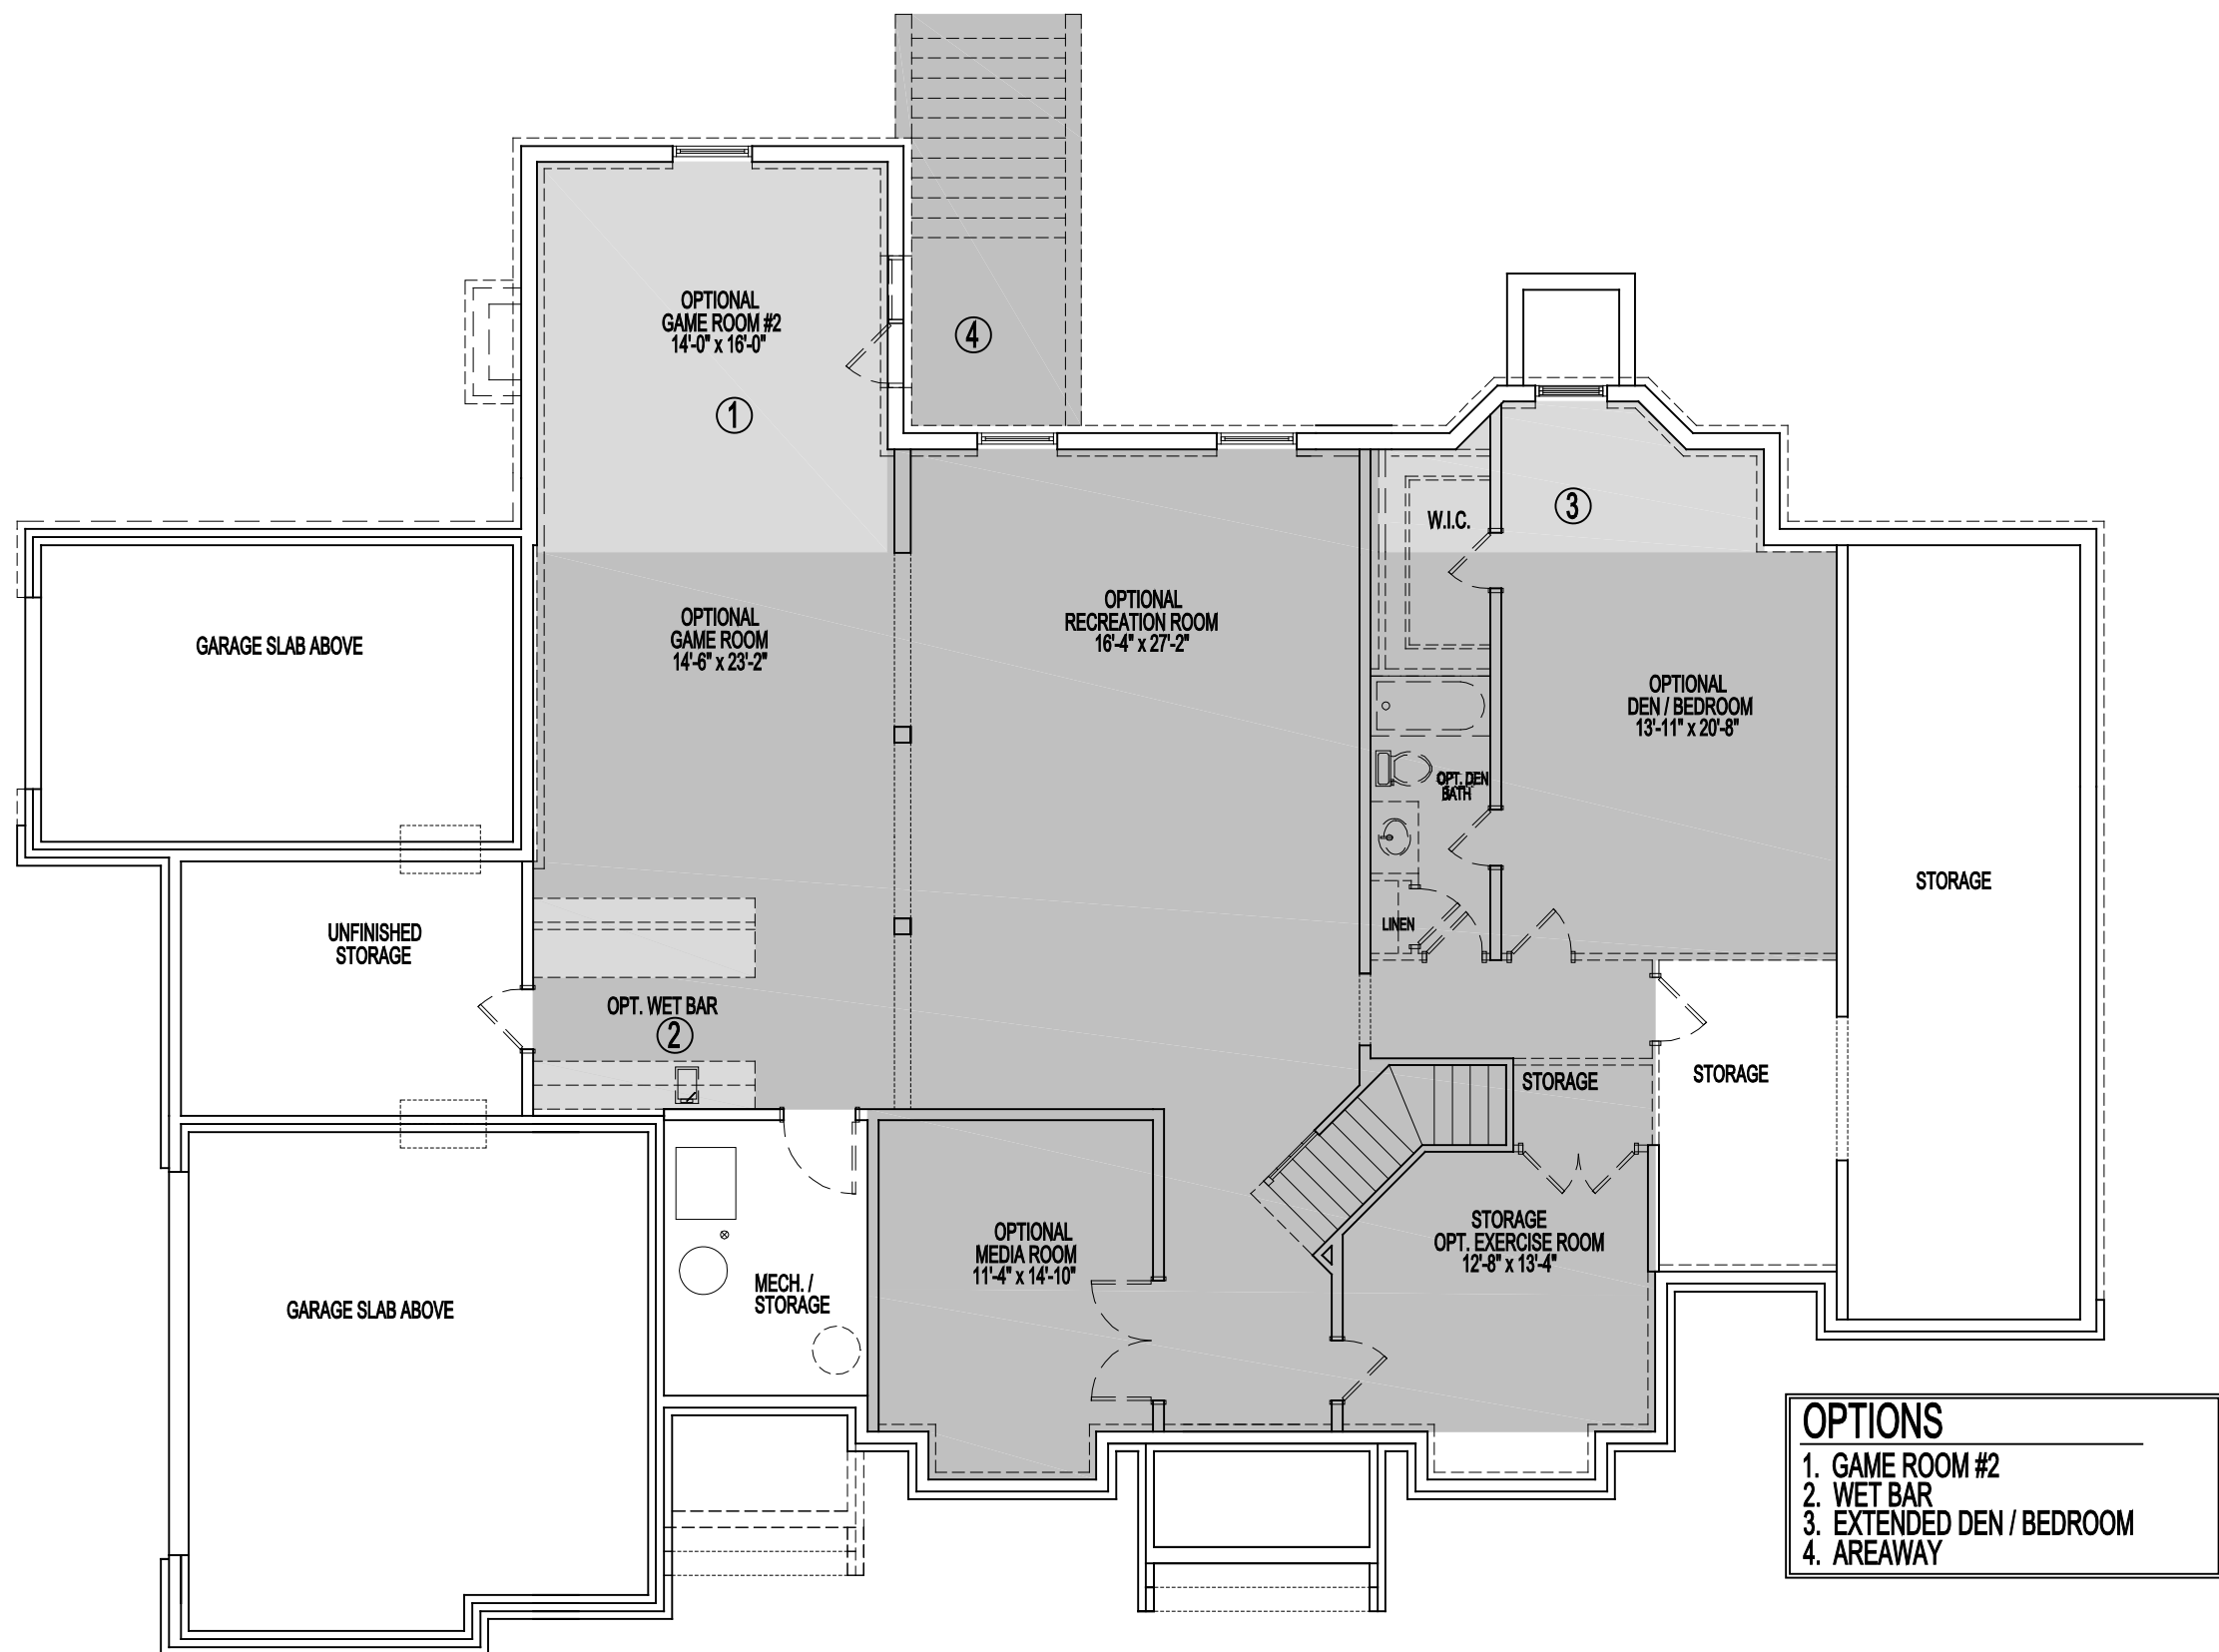 OPTIONAL
GAME ROOM #2
14'-0" x 16'-0"
4
1
W.I.C.
3
OPTIONAL
RECREATION ROOM
16'-4" x 27'-2"
OPTIONAL
GAME ROOM
14'-6" x 23'-2"
GARAGE SLAB ABOVE
OPTIONAL
DEN / BEDROOM
13'-11" x 20'-8"
OPT. DEN
BATH
STORAGE
LINEN
UNFINISHED
STORAGE
OPT. WET BAR
2
STORAGE
STORAGE
OPTIONAL
MEDIA ROOM
11'-4" x 14'-10"
STORAGE
OPT. EXERCISE ROOM
12'-8" x 13'-4"
MECH. /
STORAGE
GARAGE SLAB ABOVE
OPTIONS
1. GAME ROOM #2
2. WET BAR
3. EXTENDED DEN / BEDROOM
4. AREAWAY